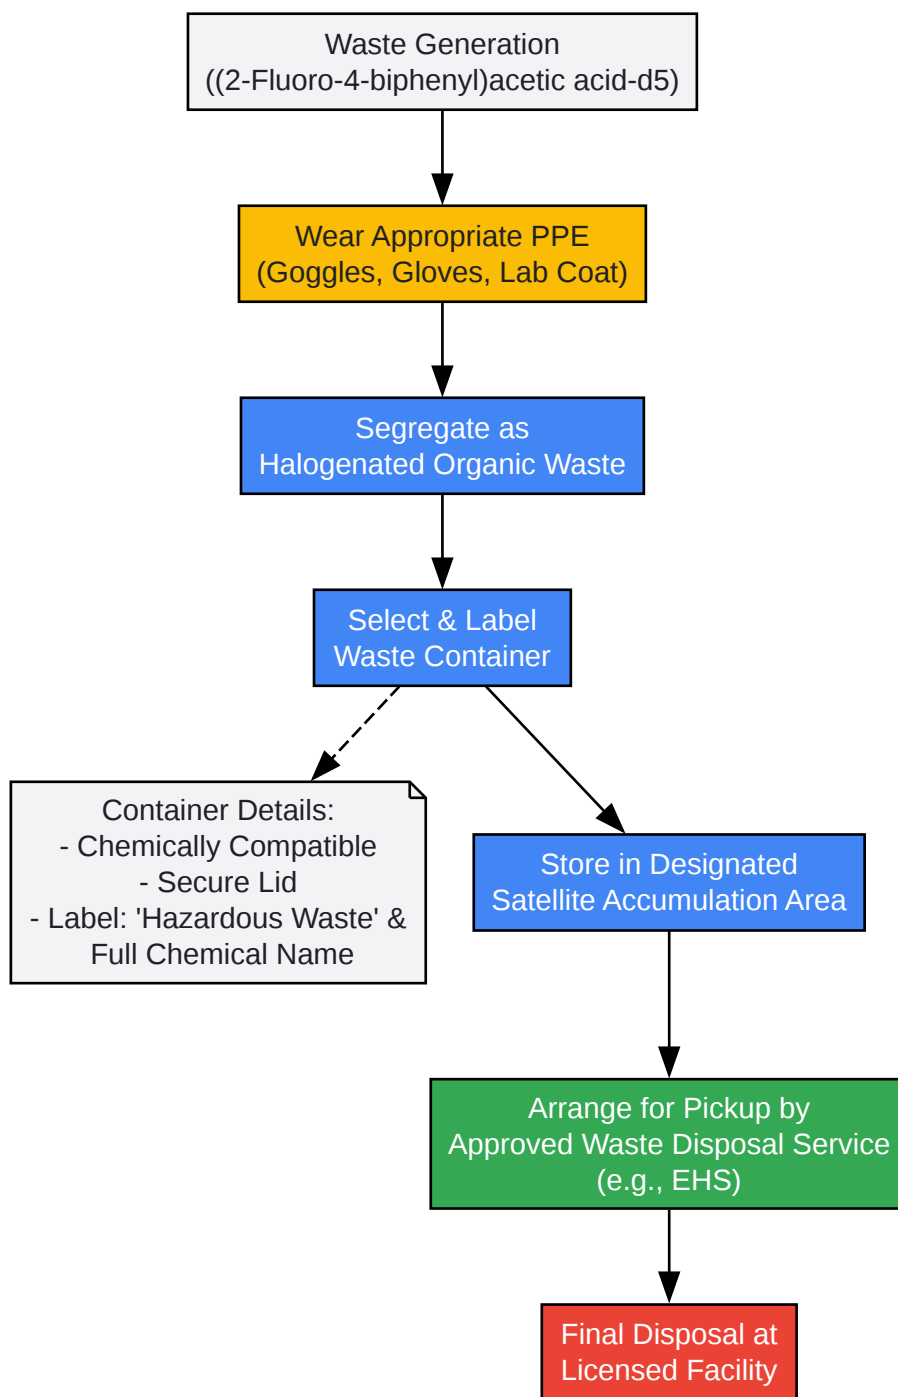 Waste Generation
((2-Fluoro-4-biphenyl)acetic acid-d5)
Wear Appropriate PPE
(Goggles, Gloves, Lab Coat)
Segregate as
Halogenated Organic Waste
Select & Label
Waste Container
Container Details:
- Chemically Compatible
- Secure Lid
- Label: 'Hazardous Waste' &
Full Chemical Name
Store in Designated
Satellite Accumulation Area
Arrange for Pickup by
Approved Waste Disposal Service
(e.g., EHS)
Final Disposal at
Licensed Facility